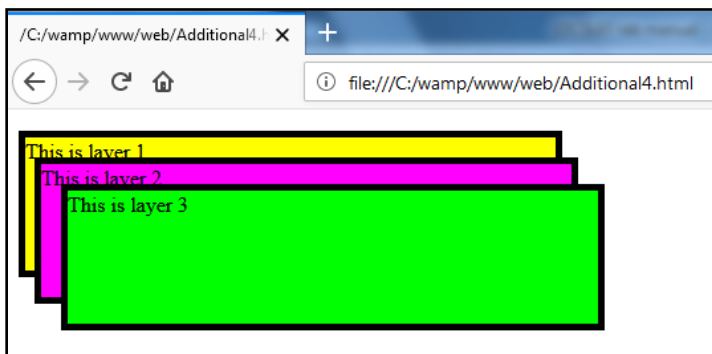 /C:/wamp/www/web/Additional4.h
file:///C:/wamp/www/web/Additional4.html
This is layer 1
This is layer 2
This is layer 3